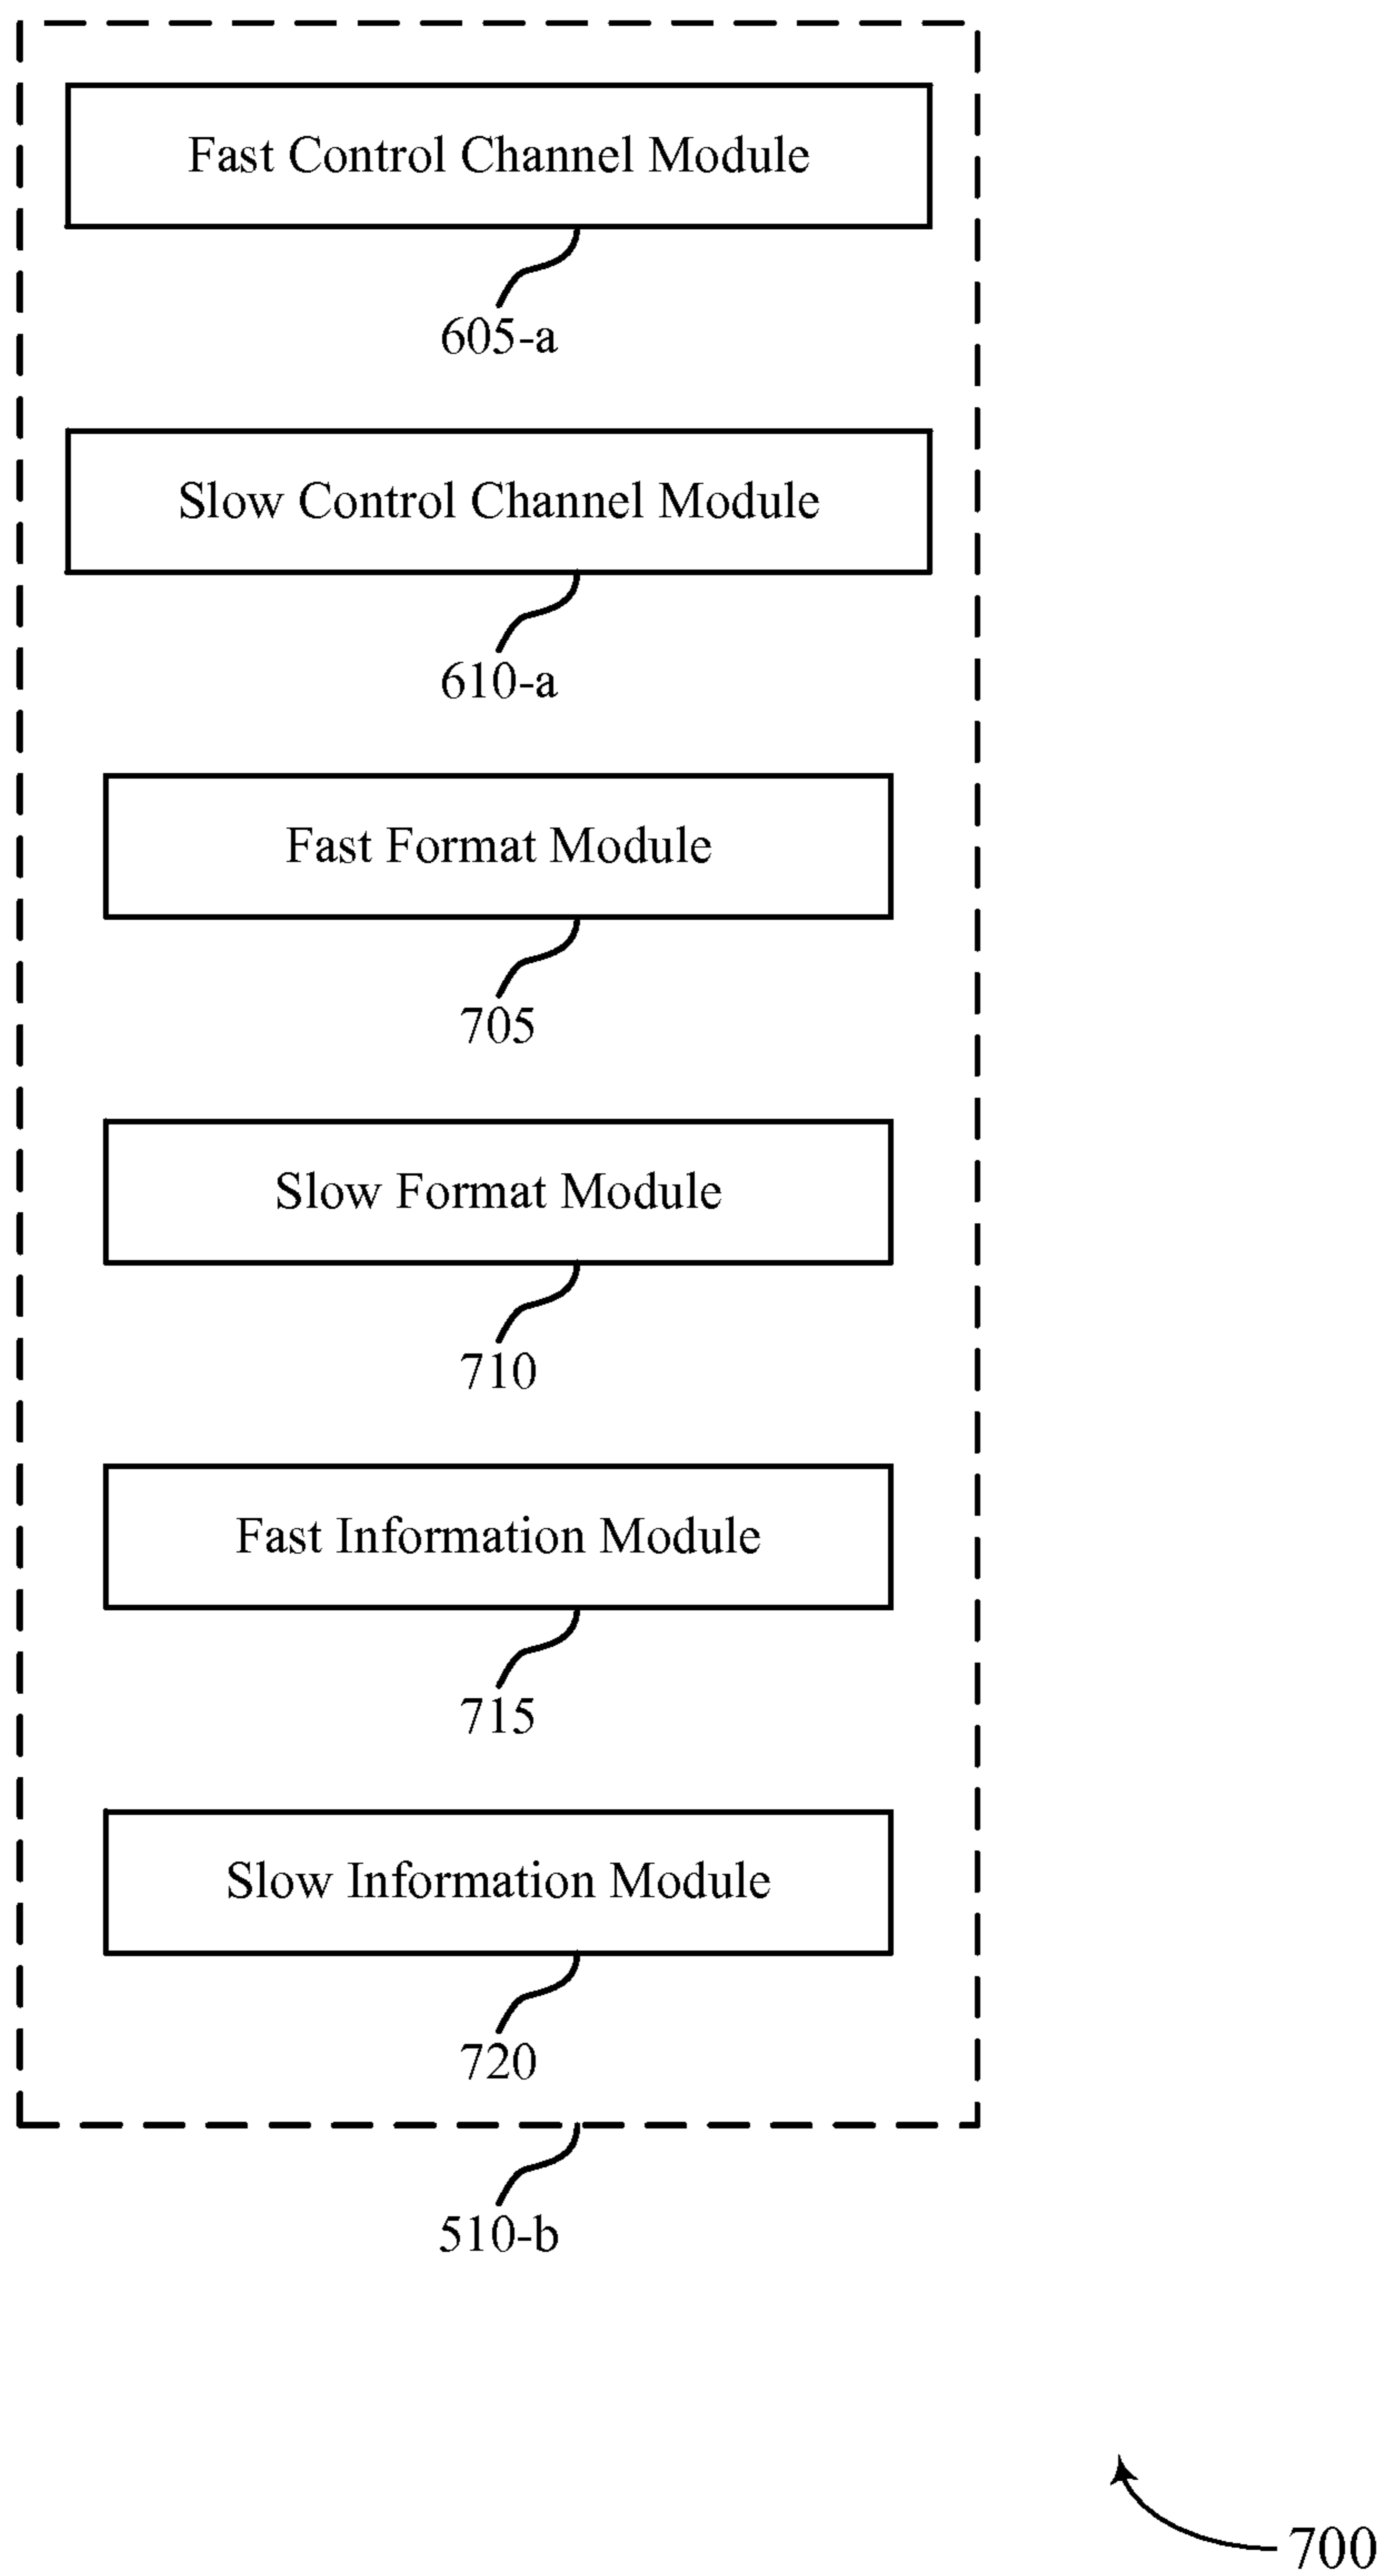 Fast Control Channel Module
605-a
Slow Control Channel Module
610-a
Fast Format Module
705
Slow Format Module
710
Fast Information Module
715
Slow Information Module
720
510-b
700